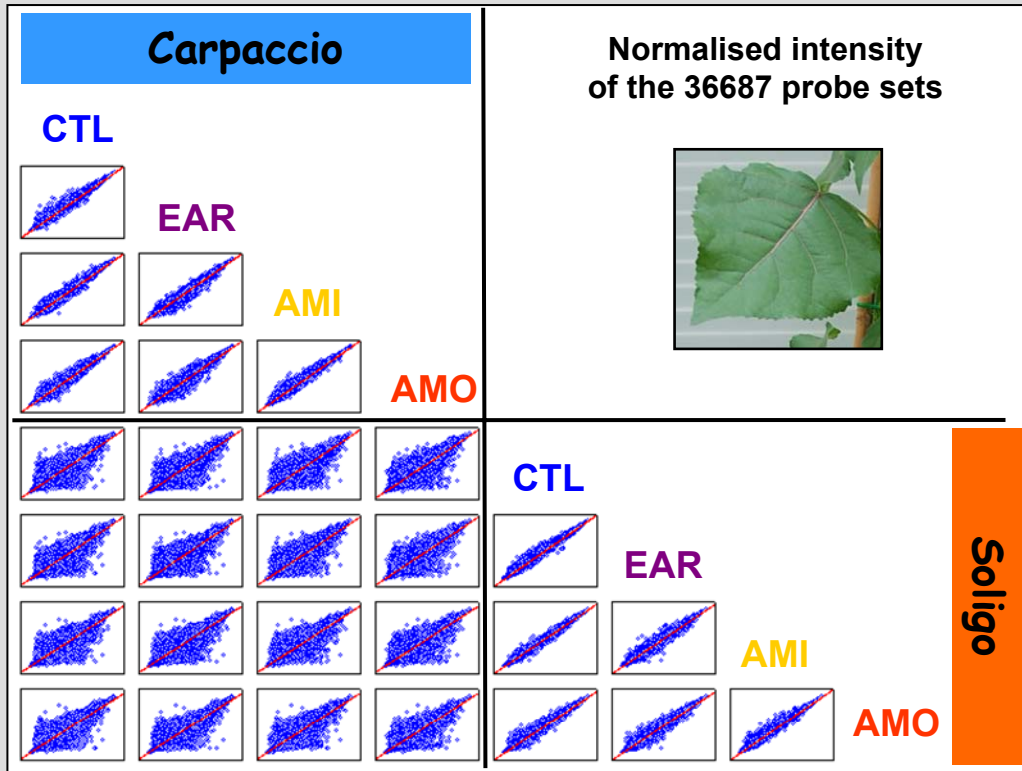 Carpaccio
Normalised intensity
of the 36687 probe sets
CTL
EAR
AMI
AMO
CTL
EAR
AMI
AMO
Soligo